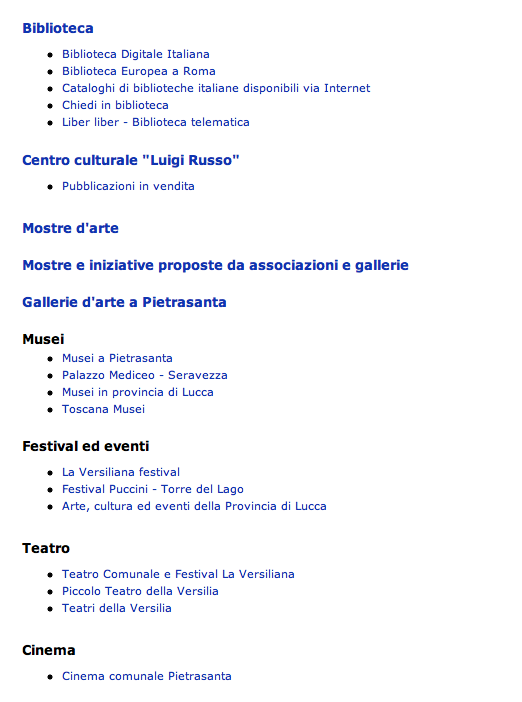 Biblioteca
Biblioteca Digitale Italiana
Biblioteca Europea a Roma
Cataloghi di biblioteche italiane disponibili via Internet
Chiedi in biblioteca
Liber liber - Biblioteca telematica
Centro culturale "Luigi Russo"
Pubblicazioni in vendita
Mostre d'arte
Mostre e iniziative proposte da associazioni e gallerie
Gallerie d'arte a Pietrasanta
Musei
Musei a Pietrasanta
Palazzo Mediceo - Seravezza
Musei in provincia di Lucca
Toscana Musei
Festival ed eventi
La Versiliana festival
Festival Puccini - Torre del Lago
Arte, cultura ed eventi della Provincia di Lucca
Teatro
Teatro Comunale e Festival La Versiliana
Piccolo Teatro della Versilia
Teatri della Versilia
Cinema
Cinema comunale Pietrasanta